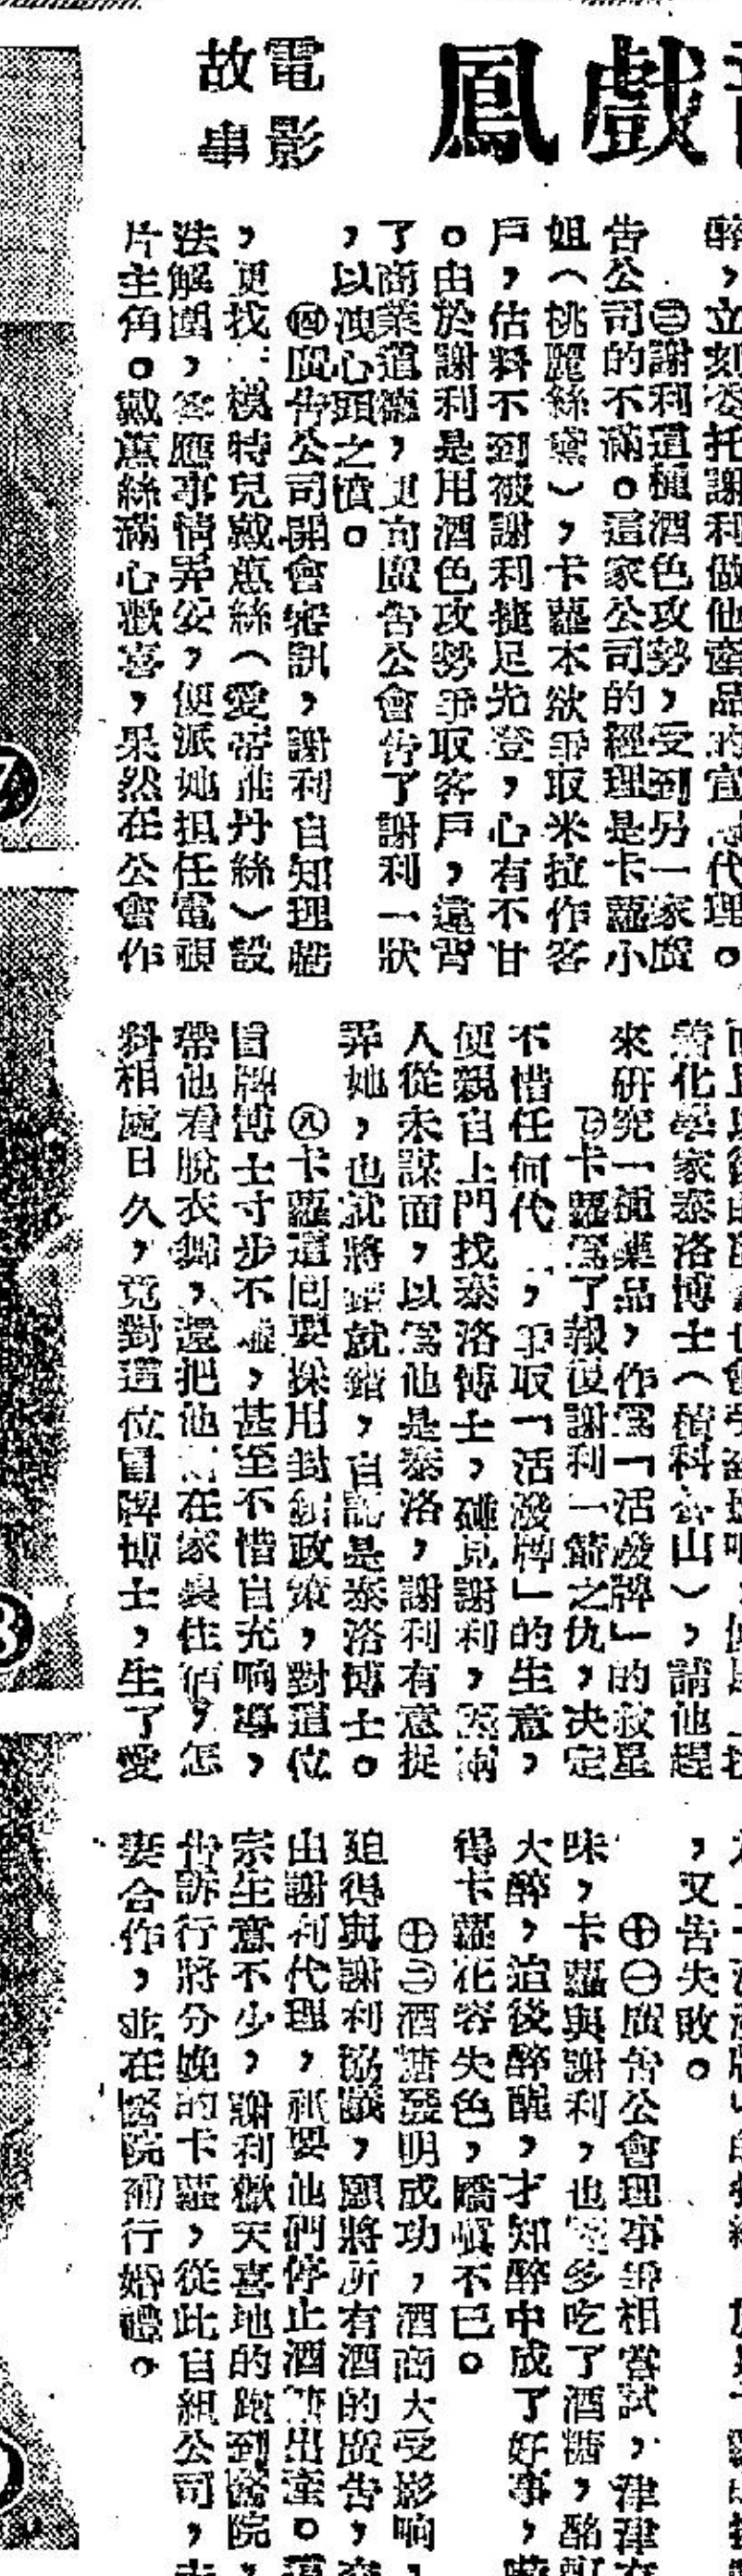 戲鳳
電影
故事
醉，立刻委托謝利做他產品的宣代理。
㊂謝利這種酒色攻勢，受到另一家廣
告公司的不滿。這家公司的經理是卡蘿小
姐（桃麗絲黛），卡蘿本欲爭取米拉作客
戶，估料不到被謝利捷足先登，心有不甘
。由於謝利是用酒色攻勢爭取客戶，違背
了商業道德，更向廣告公會告了謝利一狀
，以洩心頭之憤。
㊃廣告公司開會審訊，謝利自知理虧
，更找模特兒戴蕙絲（愛蒂丹絲）設
法解圍，答應事情弄妥，便派她担任電視
片主角。戴蕙絲滿心歡喜，果然在公會作
化學家泰洛博士（積科山），請他趕
來研究一種藥品，作為「活潑牌」的救星
㊆卡蘿為了報復謝利一箭之仇，决定
不惜任何代，爭取「活潑牌」的生意，
便親自上門找泰洛博士，碰見謝利，兩
人從未謀面，以為他是泰洛，謝利有意捉
弄她，也就將錯就錯，自認是泰洛博士。
㊇卡蘿這回要採用封鎖政策，對這位
冒牌博士寸步不離，甚至不惜自充响導，
帶他看脫衣舞，還把他在家裏住宿，怎
料相處日久，竟對這位冒牌博士，生了愛
，又告失敗。
㊉㊀廣告公會理事爭相嘗試，津津
味，卡蘿與謝利，也多吃了酒糖，酩酊
大醉，這後醉醒，才知醉中成了好事，
得卡蘿花容失色，嬌嗔不已。
㊉㊁酒糖發明成功，酒商大受影响，
廹得與謝利協議，願將所有酒的廣告，
由謝利代理，祇要他們停止酒糖出產。
宗生意不少，謝利歡天喜地的跑到醫院，
告訴行將分娩的卡蘿，從此自組公司，夫
妻合作，並在醫院補行婚禮。